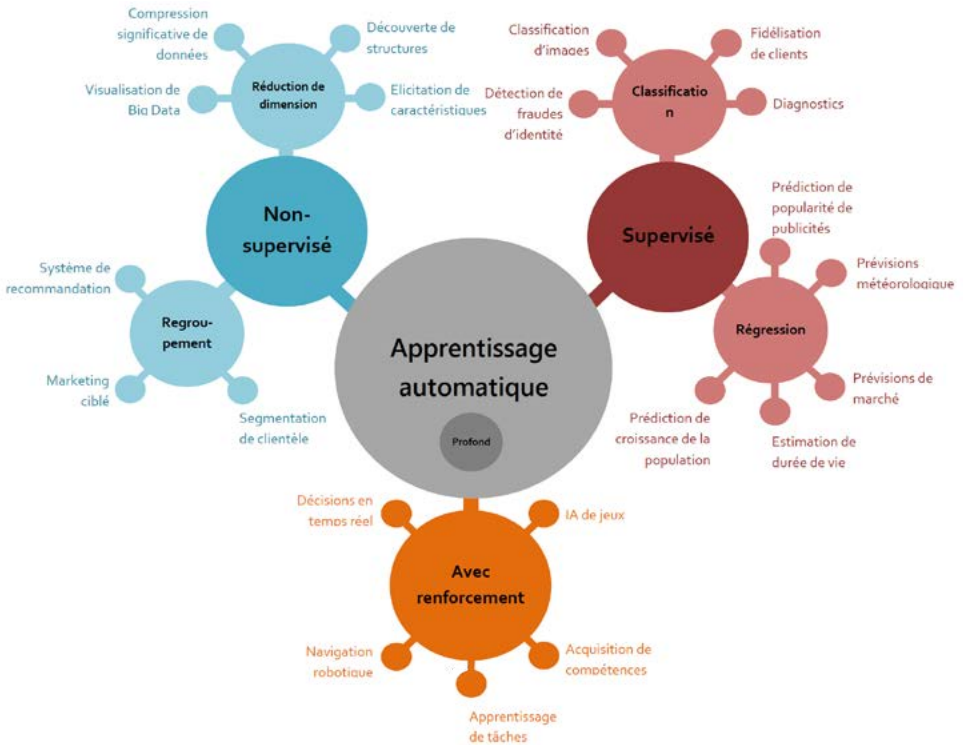 Compression
significative de
données
Découverte de
structures
Visualisation de
Big Data
Réduction de
dimension
Elicitation de
caractéristiques
Non-
supervisé
Système de
recommandation
Regrou-
pement
Marketing
ciblé
Segmentation
de clientèle
Classification
d'images
Fidélisation
de clients
Détection de
fraudes
d'identité
Classificatio
n
Diagnostics
Supervisé
Prédiction de
popularité de
publicités
Prévisions
météorologique
Régression
Prévisions de
marché
Prédiction de
croissance de la
population
Estimation de
durée de vie
Apprentissage
automatique
Profond
Décisions en
temps réel
IA de jeux
Avec
renforcement
Navigation
robotique
Acquisition de
compétences
Apprentissage
de tâches